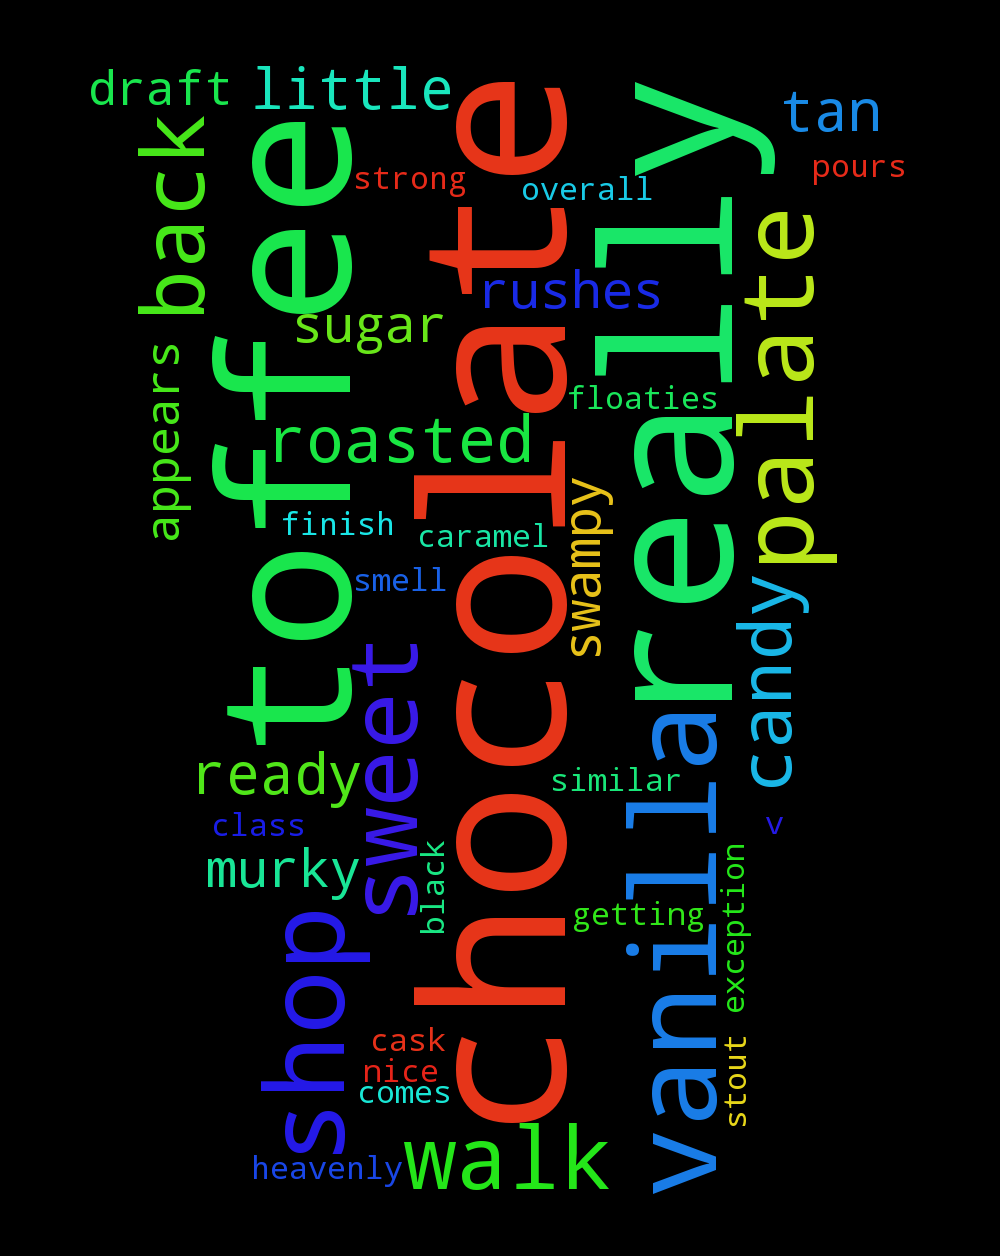 draft
little
tan
back
toffee
chocolate
really
strong
overall
pours
palate
rushes
sugar
appears
floaties
roasted
finish
caramel
swampy
smell
candy
sweet
ready
similar
vanilla
class
v
murky
black
getting
exception
shop
cask
nice
comes
stout
heavenly
walk